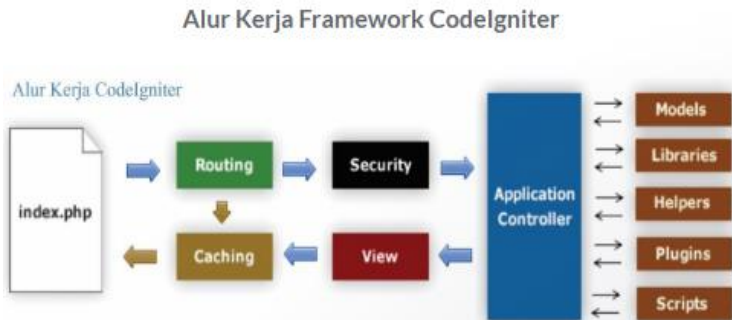 Alur Kerja Framework CodeIgniter
Alur Kerja CodeIgniter
index.php
Routing
Security
Caching
View
Application
Controller
Models
Libraries
Helpers
Plugins
Scripts